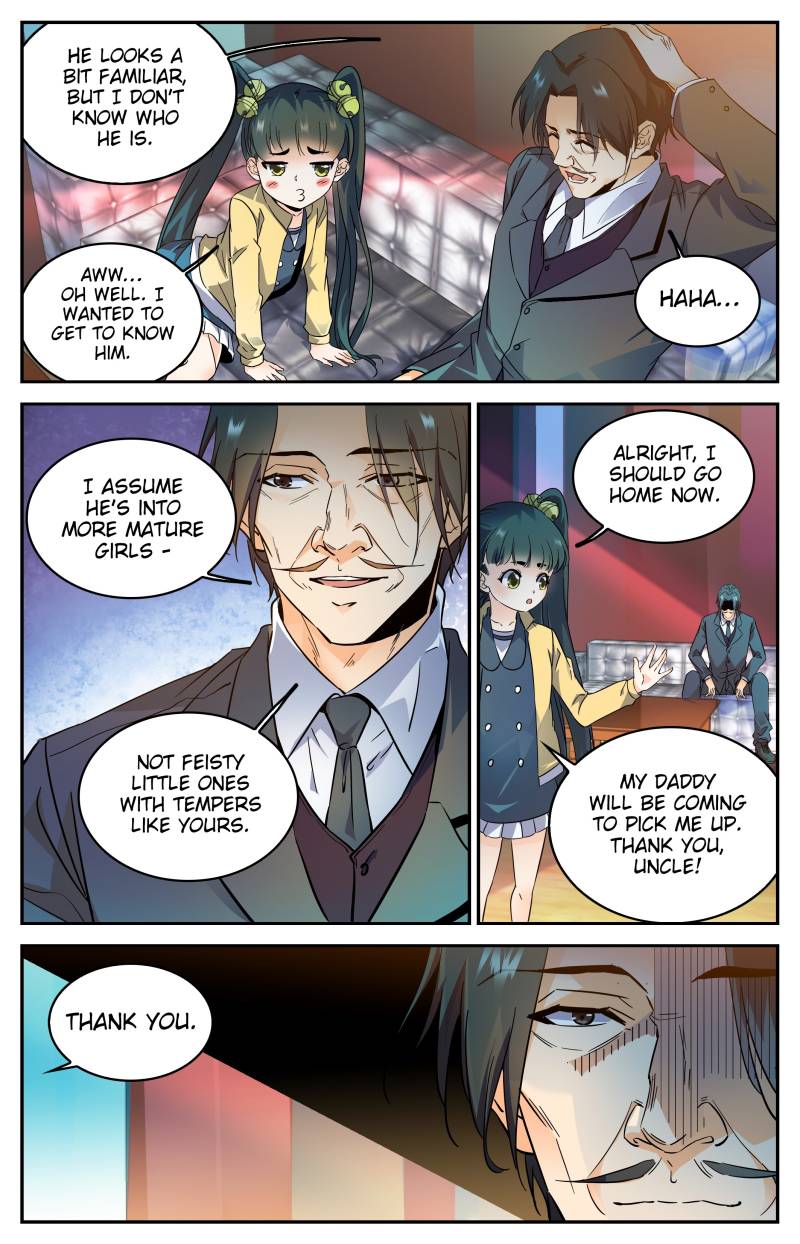 HE LOOKS A
BIT FAMILIAR,
BUT I DON'T
KNOW WHO
HE IS.
AWW...
OH WELL. I
WANTED TO
GET TO KNOW
HIM.
HAHA...
I ASSUME
HE'S INTO
MORE MATURE
GIRLS -
NOT FEISTY
LITTLE ONES
WITH TEMPERS
LIKE YOURS.
ALRIGHT, I
SHOULD GO
HOME NOW.
MY DADDY
WILL BE COMING
TO PICK ME UP.
THANK YOU,
UNCLE!
THANK YOU.